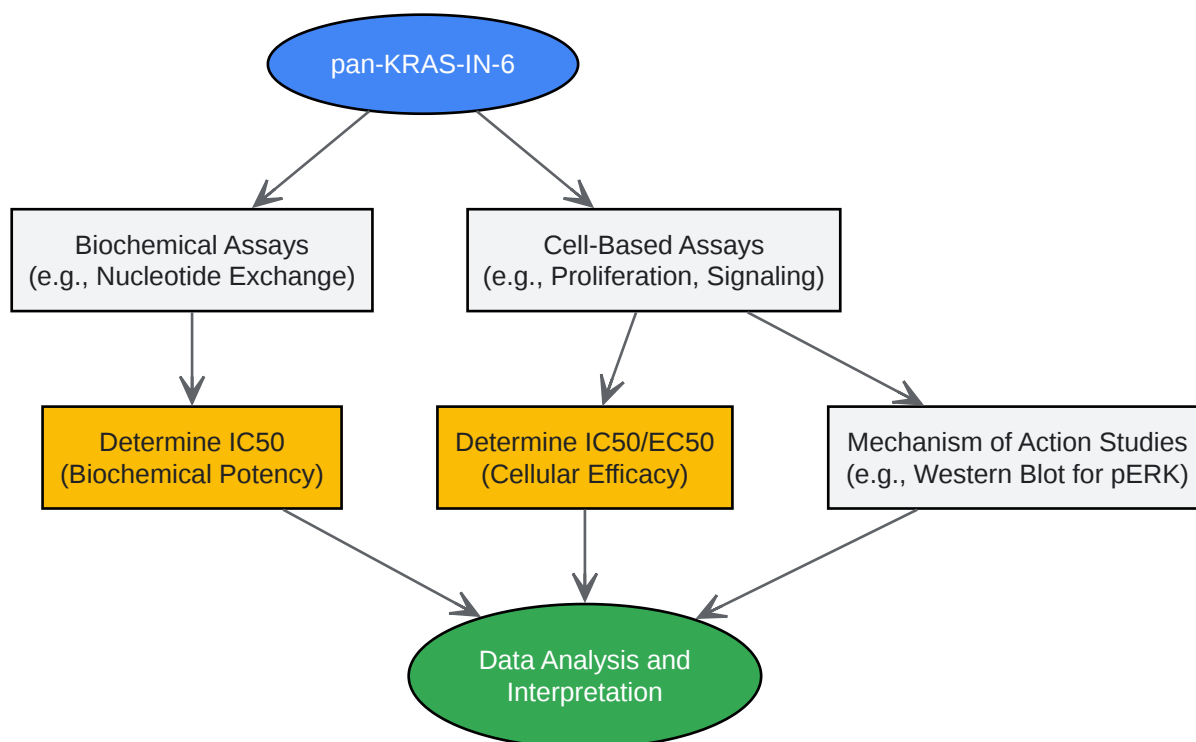 pan-KRAS-IN-6
Biochemical Assays
(e.g., Nucleotide Exchange)
Cell-Based Assays
(e.g., Proliferation, Signaling)
Determine IC50
(Biochemical Potency)
Determine IC50/EC50
(Cellular Efficacy)
Mechanism of Action Studies
(e.g., Western Blot for pERK)
Data Analysis and
Interpretation